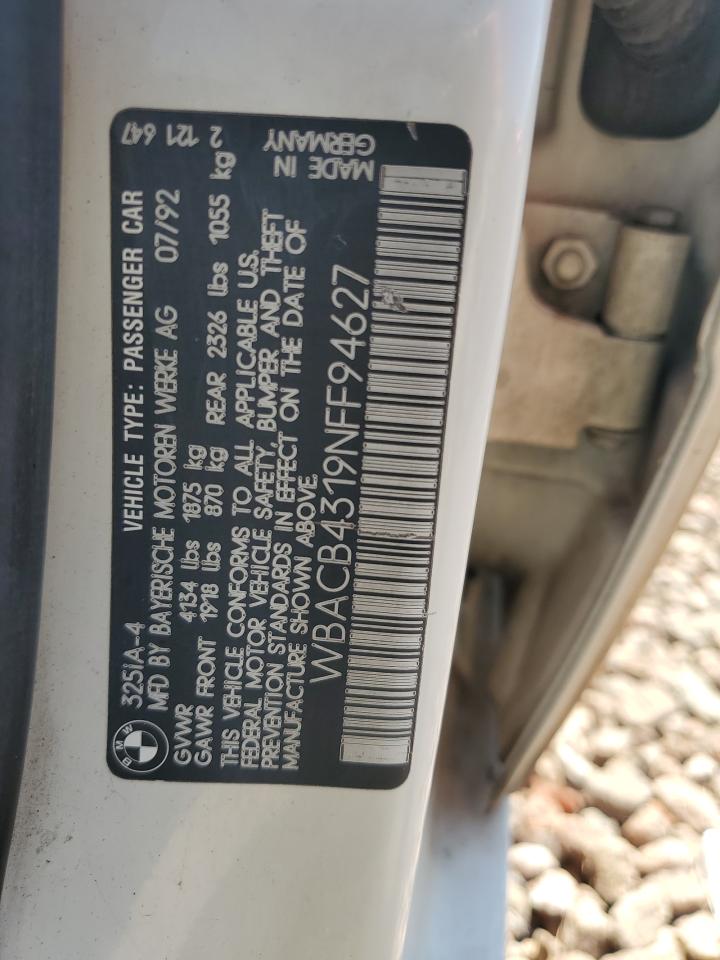 BMW
325iA-4 VEHICLE TYPE: PASSENGER CAR
MFD BY BAYERISCHE MOTOREN WERKE AG 07/92 2 121 647
GVWR 4134 lbs 1875 kg
GAWR FRONT 1918 lbs 870 kg REAR 2326 lbs 1055 kg
THIS VEHICLE CONFORMS TO ALL APPLICABLE U.S.
FEDERAL MOTOR VEHICLE SAFETY, BUMPER AND THEFT
PREVENTION STANDARDS IN EFFECT ON THE DATE OF
MANUFACTURE SHOWN ABOVE.
MADE IN
GERMANY
WBACB4319NFF94627